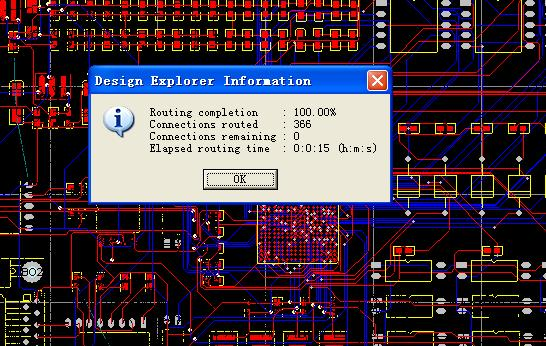 Design Explorer Information
Routing completion : 100.00%
Connections routed : 366
Connections remaining : 0
Elapsed routing time : 0:0:15 (h:m:s)
OK